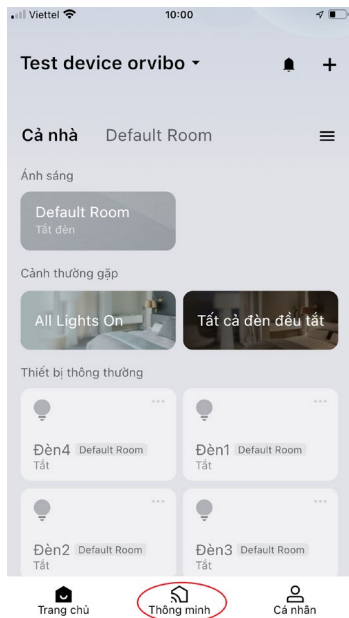 Viettel 10:00
Test device orvibo
Cả nhà Default Room
Ánh sáng
Default Room
Tắt đèn
Cảnh thường gặp
All Lights On Tất cả đèn đều tắt
Thiết bị thông thường
Đèn4 Default Room Đèn1 Default Room
Tắt Tắt
Đèn2 Default Room Đèn3 Default Room
Tắt Tắt
Trang chủ Thông minh Cá nhân